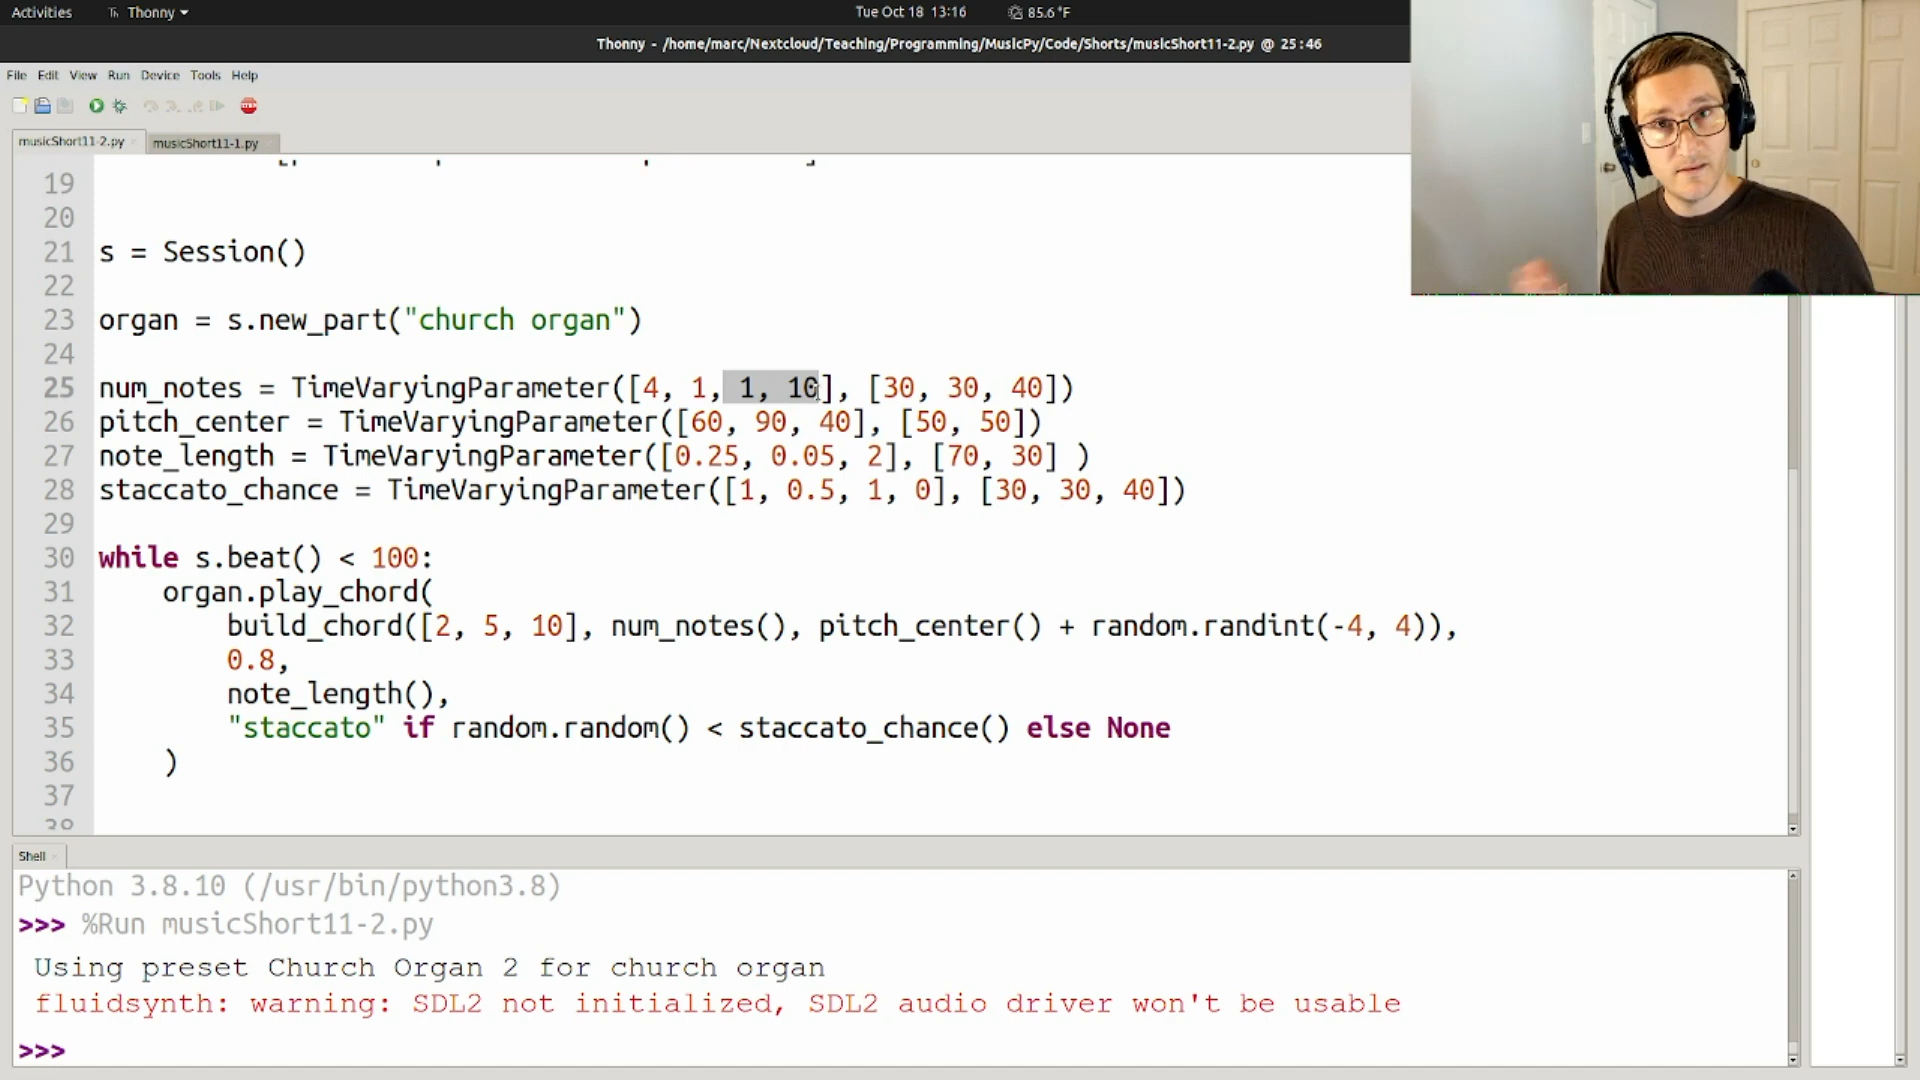 Activities Thonny Tue Oct 18 13:16 85.6 °F
Thonny - /home/marc/Nextcloud/Teaching/Programming/MusicPy/Code/Shorts/musicShort11-2.py @ 25:46
File Edit View Run Device Tools Help
musicShort11-2.py musicShort11-1.py
19
20
21 s = Session()
22
23 organ = s.new_part("church organ")
24
25 num_notes = TimeVaryingParameter([4, 1, 1, 10], [30, 30, 40])
26 pitch_center = TimeVaryingParameter([60, 90, 40], [50, 50])
27 note_length = TimeVaryingParameter([0.25, 0.05, 2], [70, 30] )
28 staccato_chance = TimeVaryingParameter([1, 0.5, 1, 0], [30, 30, 40])
29
30 while s.beat() < 100:
31 organ.play_chord(
32 build_chord([2, 5, 10], num_notes(), pitch_center() + random.randint(-4, 4)),
33 0.8,
34 note_length(),
35 "staccato" if random.random() < staccato_chance() else None
36 )
37
38
Shell
Python 3.8.10 (/usr/bin/python3.8)
>>> %Run musicShort11-2.py
Using preset Church Organ 2 for church organ
fluidsynth: warning: SDL2 not initialized, SDL2 audio driver won't be usable
>>>